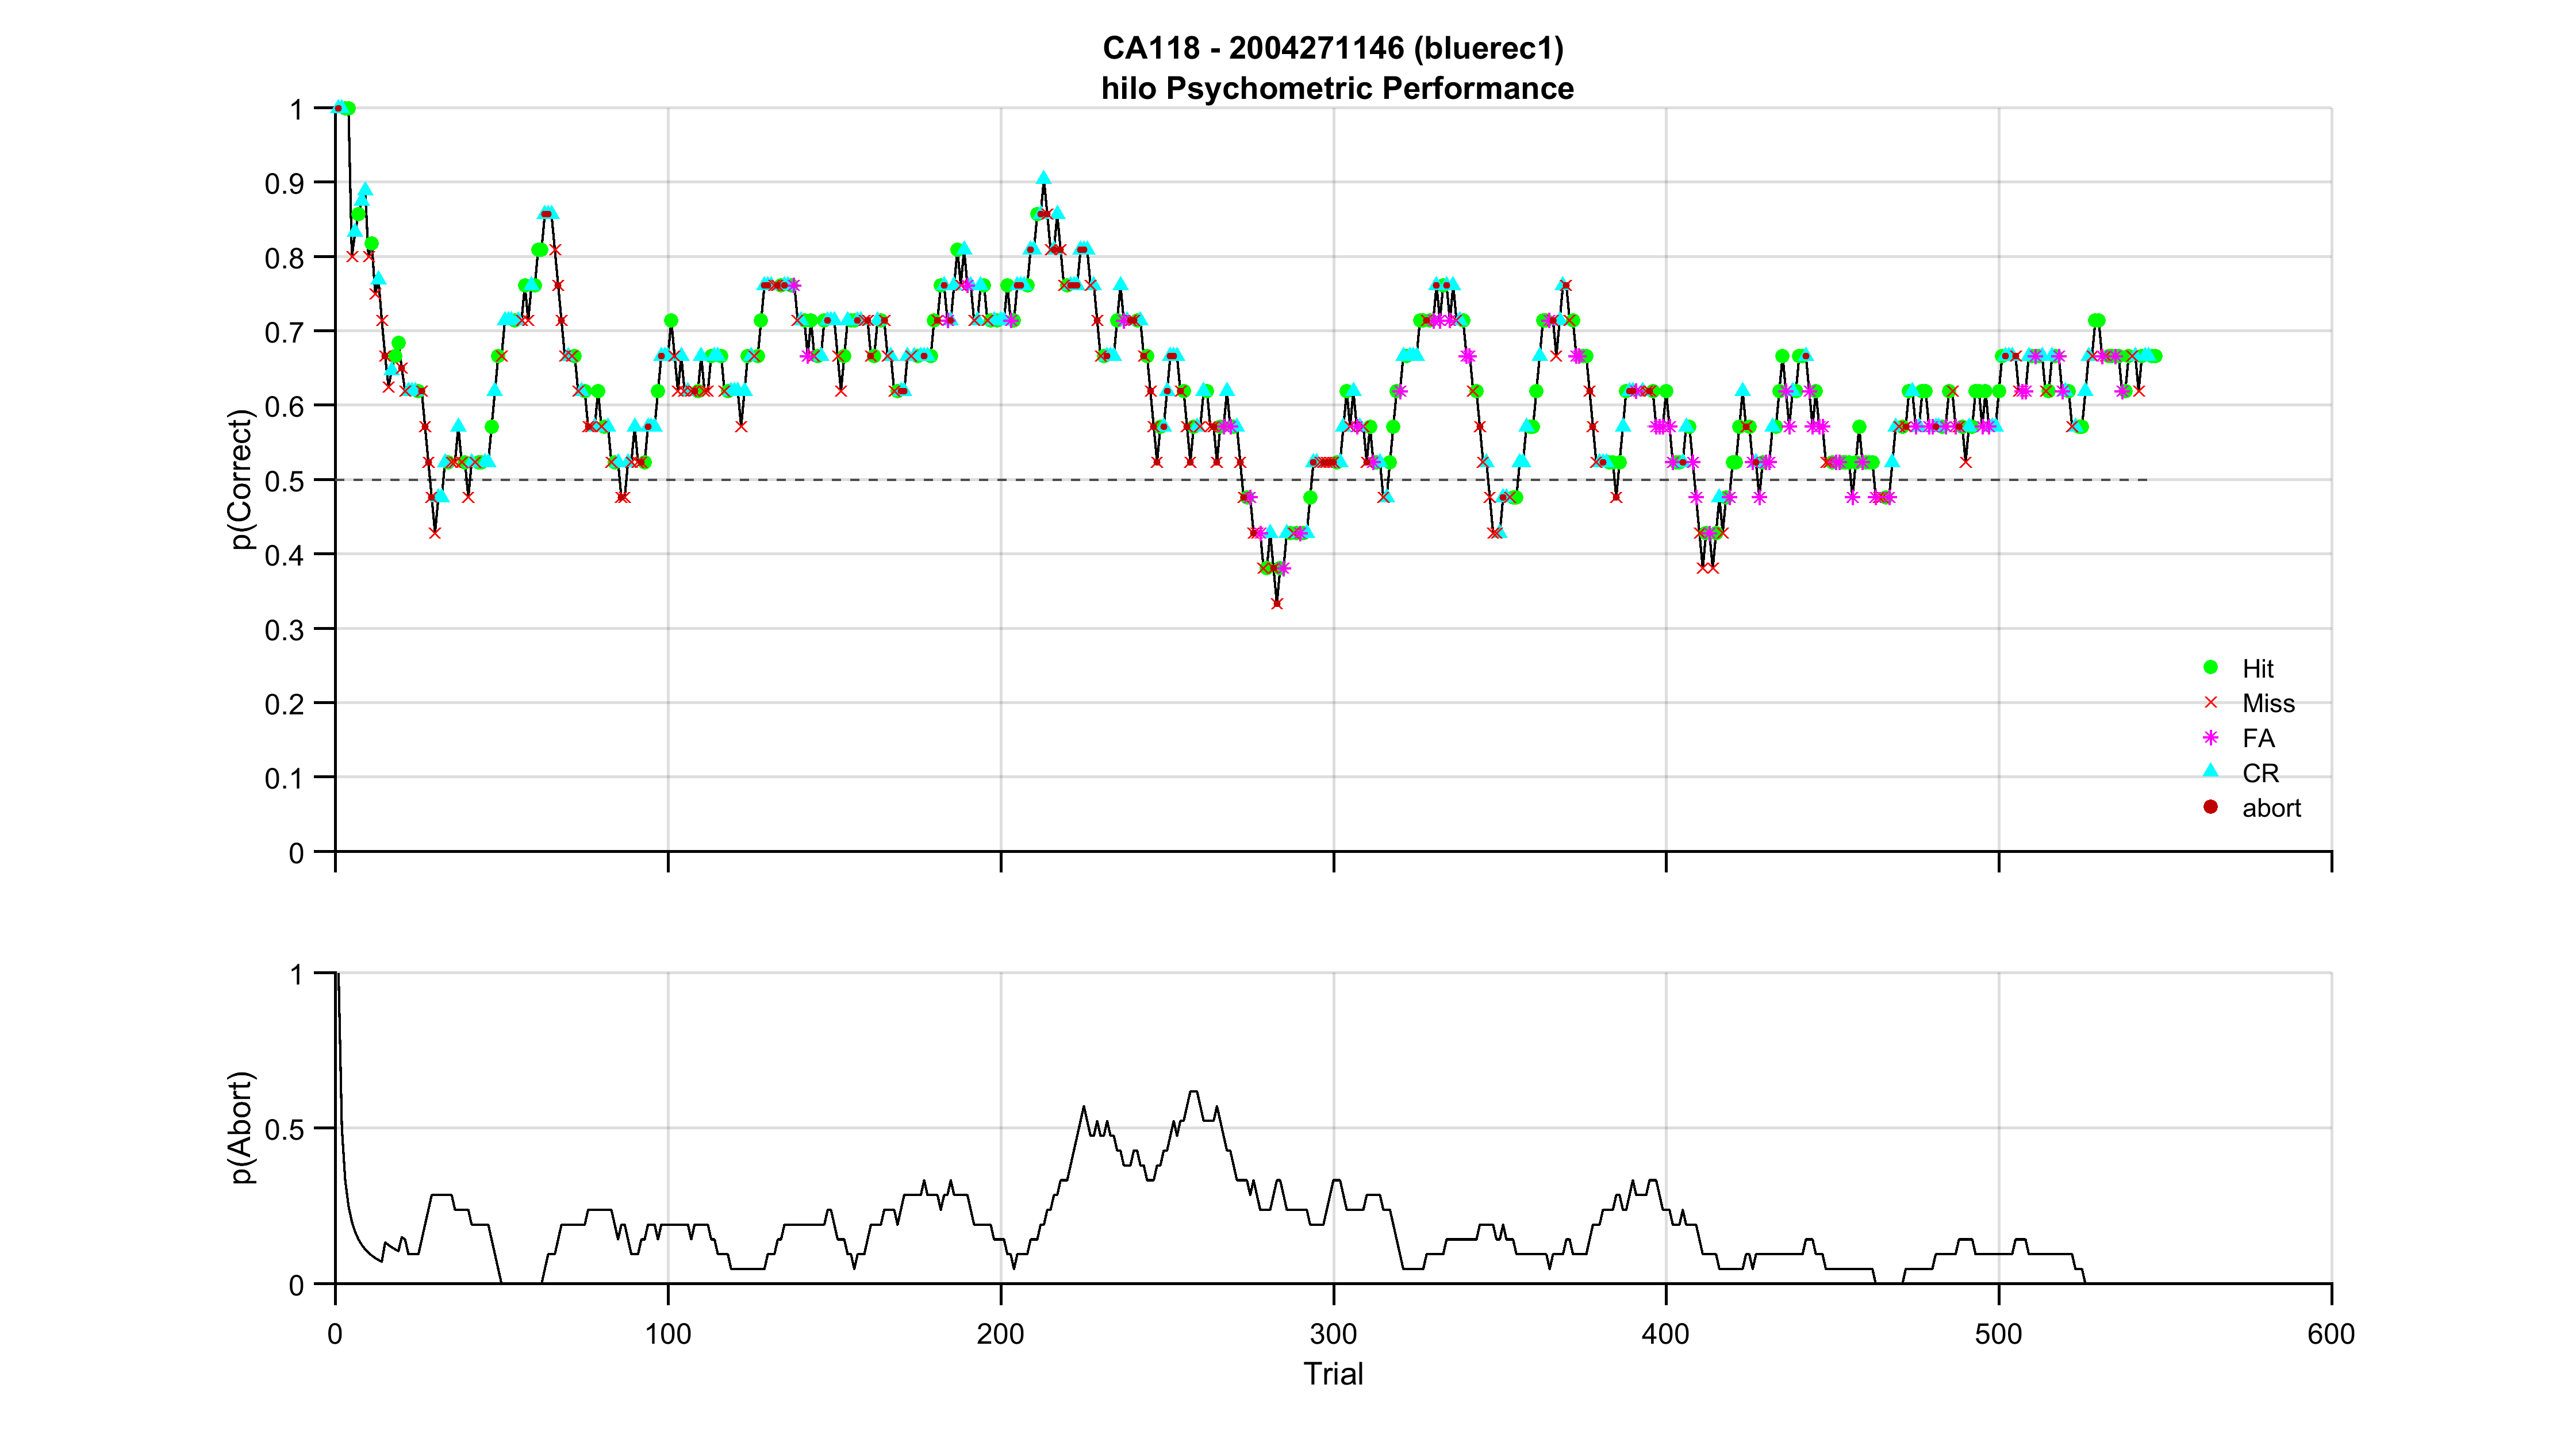 CA118 - 2004271146 (bluerec1)
hilo Psychometric Performance
1
0.9
0.8
0.7
0.6
0.5
0.4
0.3
0.2
0.1
0
p(Correct)
Hit
Miss
FA
CR
abort
1
0.5
0
p(Abort)
0 100 200 300 400 500 600
Trial